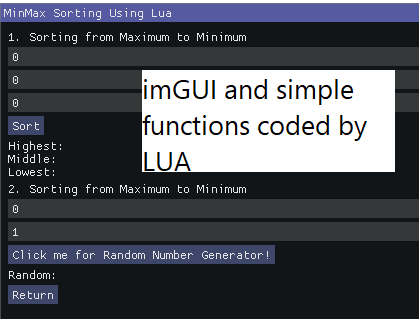 MinMax Sorting Using Lua
1. Sorting from Maximum to Minimum
0
0
0
imGUI and simple
functions coded by
LUA
Sort
Highest:
Middle:
Lowest:
2. Sorting from Maximum to Minimum
0
1
Click me for Random Number Generator!
Random:
Return